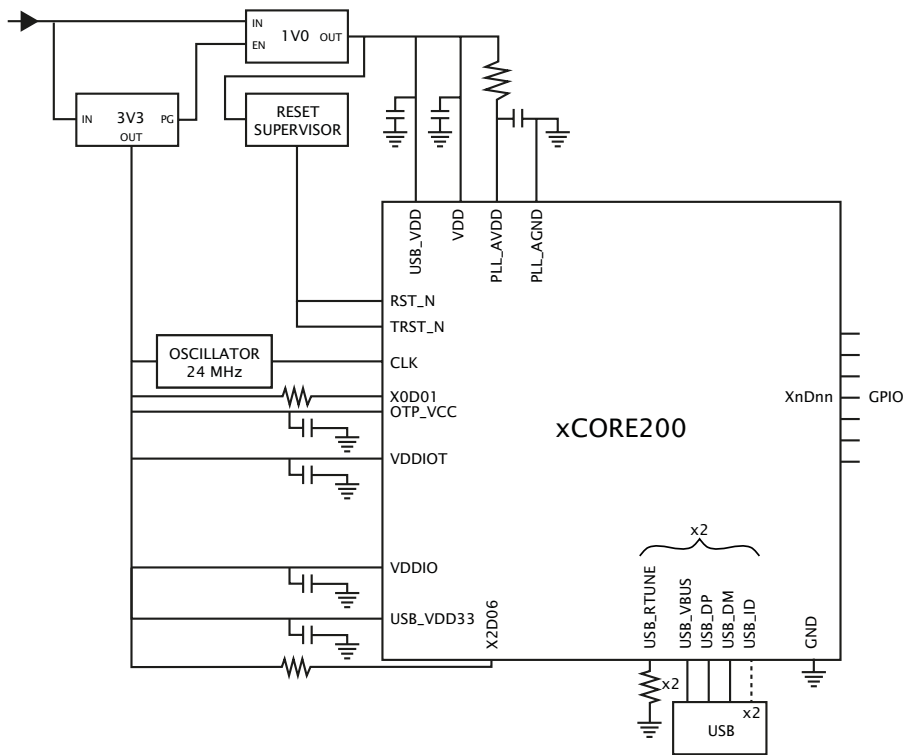 IN
1V0
OUT
EN
IN
3V3
PG
OUT
RESET
SUPERVISOR
USB_VDD
VDD
PLL_AVDD
PLL_AGND
RST_N
TRST_N
OSCILLATOR
24 MHz
CLK
X0D01
OTP_VCC
XnDnn
GPIO
xCORE200
VDDIOT
x2
VDDIO
USB_VDD33
X2D06
USB_RTUNE
USB_VBUS
USB_DP
USB_DM
USB_ID
GND
x2
x2
USB